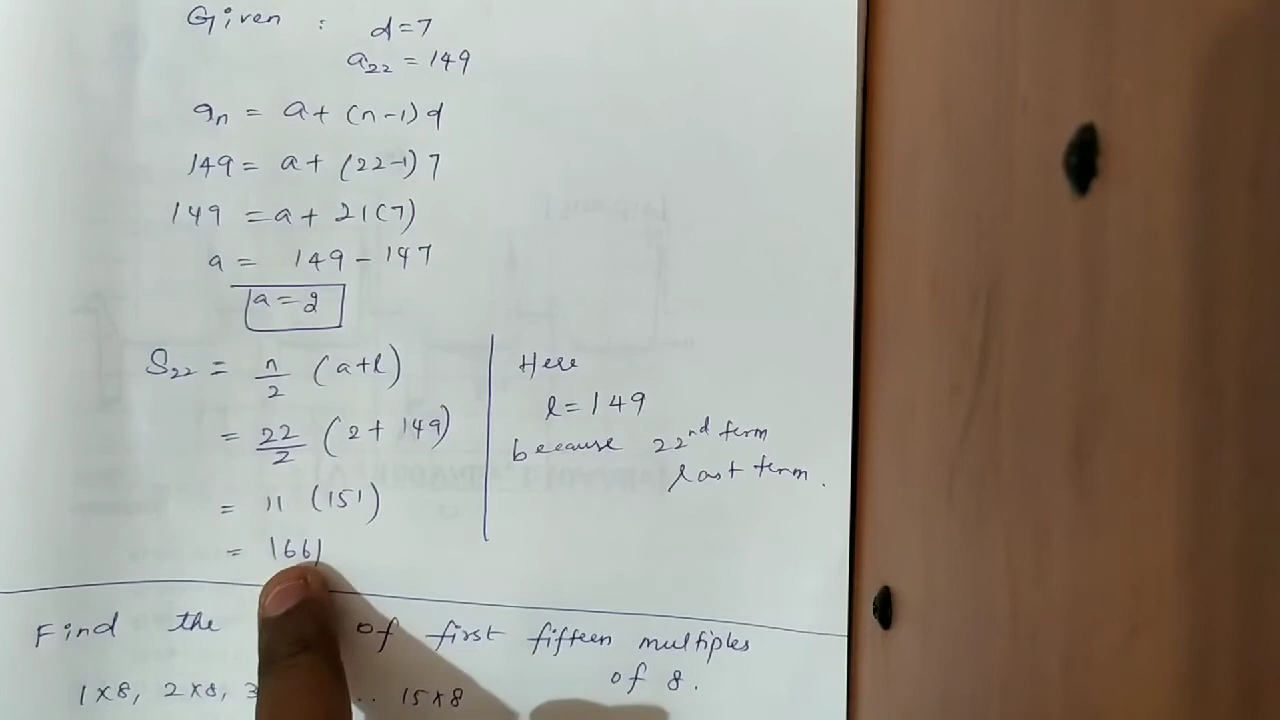 Given : d=7
a22 = 149
an = a+ (n-1)d
149 = a+ (22-1) 7
149 = a+ 21(7)
a = 149 - 147
a = 2
S22 = n/2 (a+l)
= 22/2 (2+ 149)
= 11 (151)
= 1661
Here
l = 149
because 22nd term
last term.
Find the of first fifteen multiples
of 8.
1×8, 2×8, 3 .. 15×8